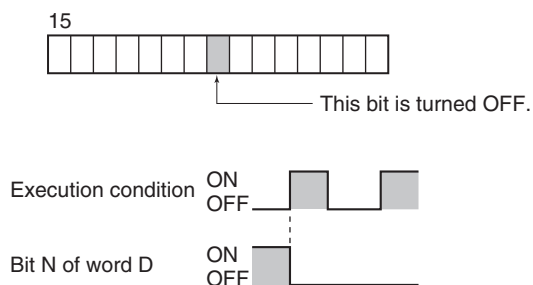 15
This bit is turned OFF.
Execution condition ON
OFF
Bit N of word D ON
OFF